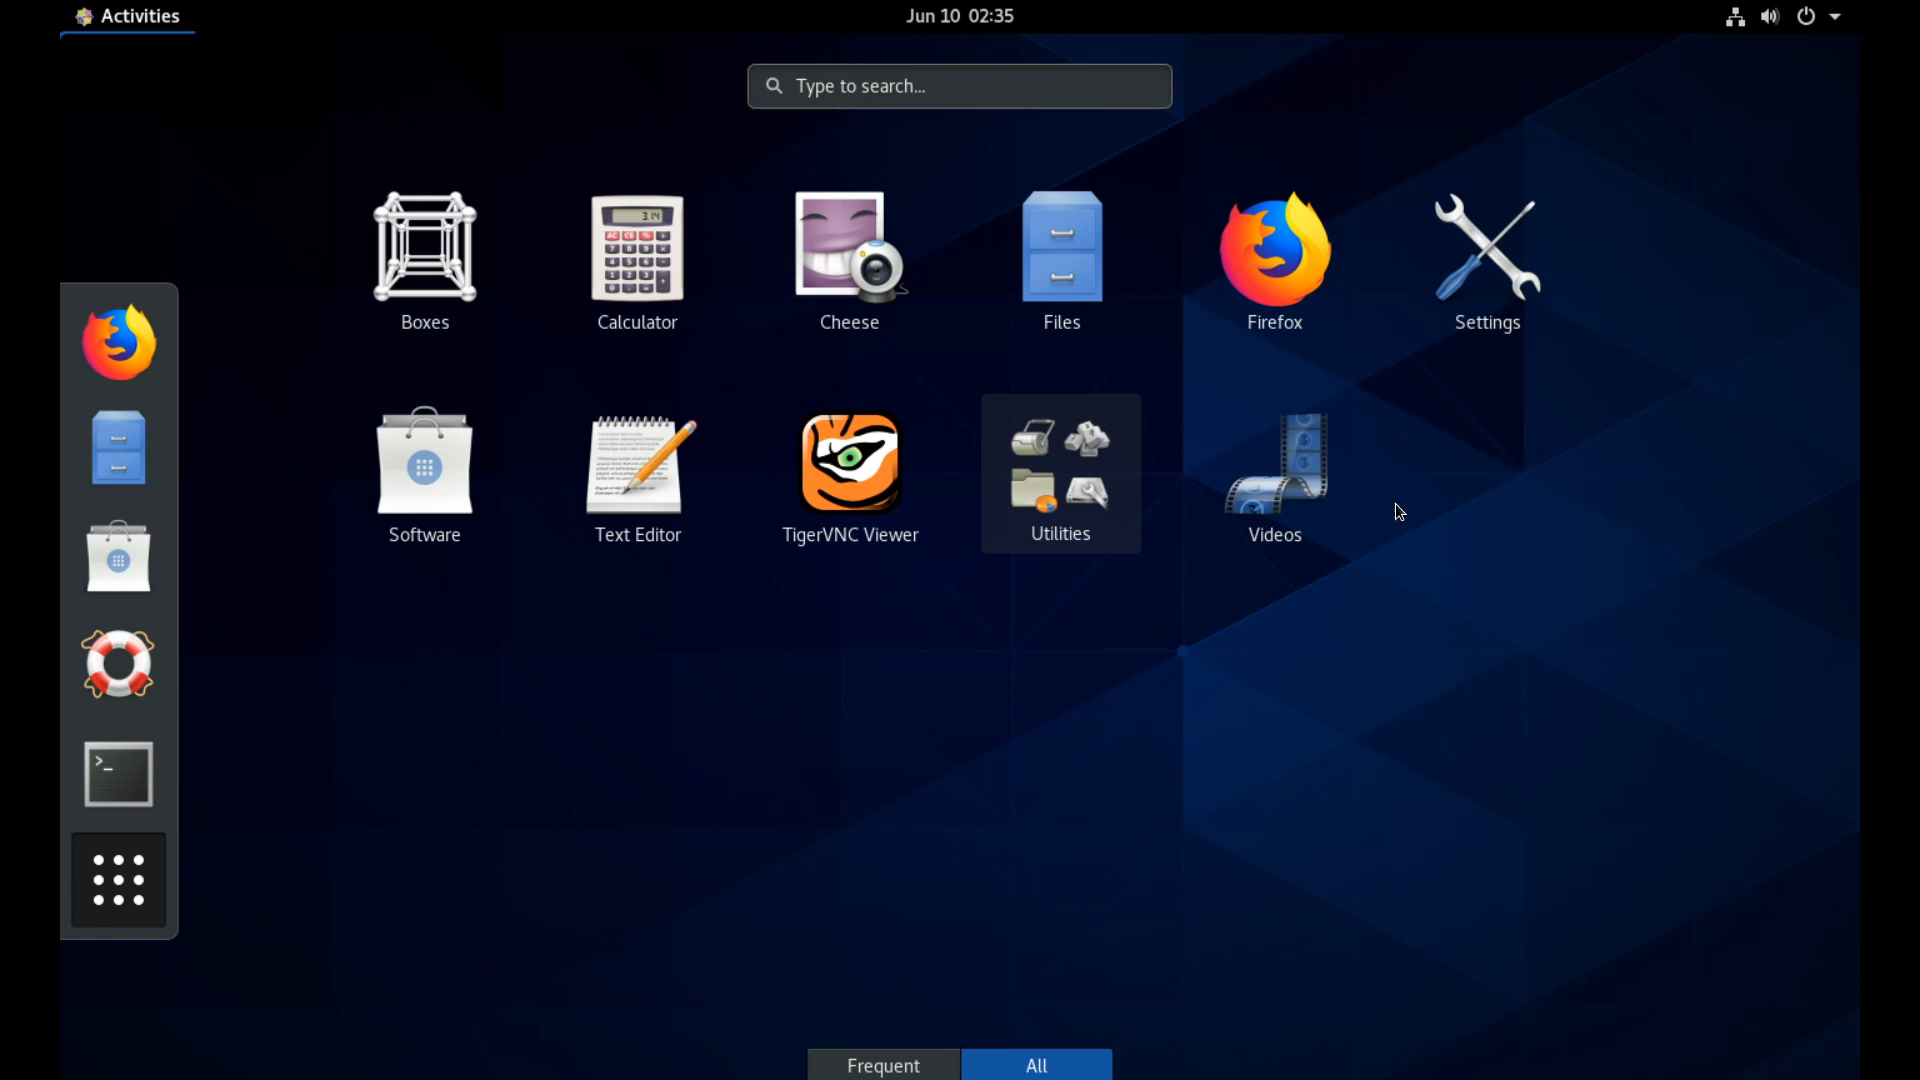 Activities
Jun 10 02:35
Type to search...
Boxes
Calculator
Cheese
Files
Firefox
Settings
Software
Text Editor
TigerVNC Viewer
Utilities
Videos
Frequent
All